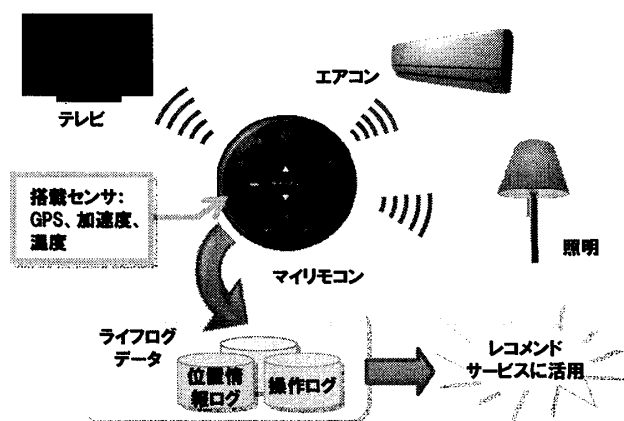 エアコン
テレビ
搭載センサ：
GPS、加速度、
温度
照明
マイリモコン
ライフログ
データ
位置情
報ログ
操作ログ
レコメンド
サービスに活用